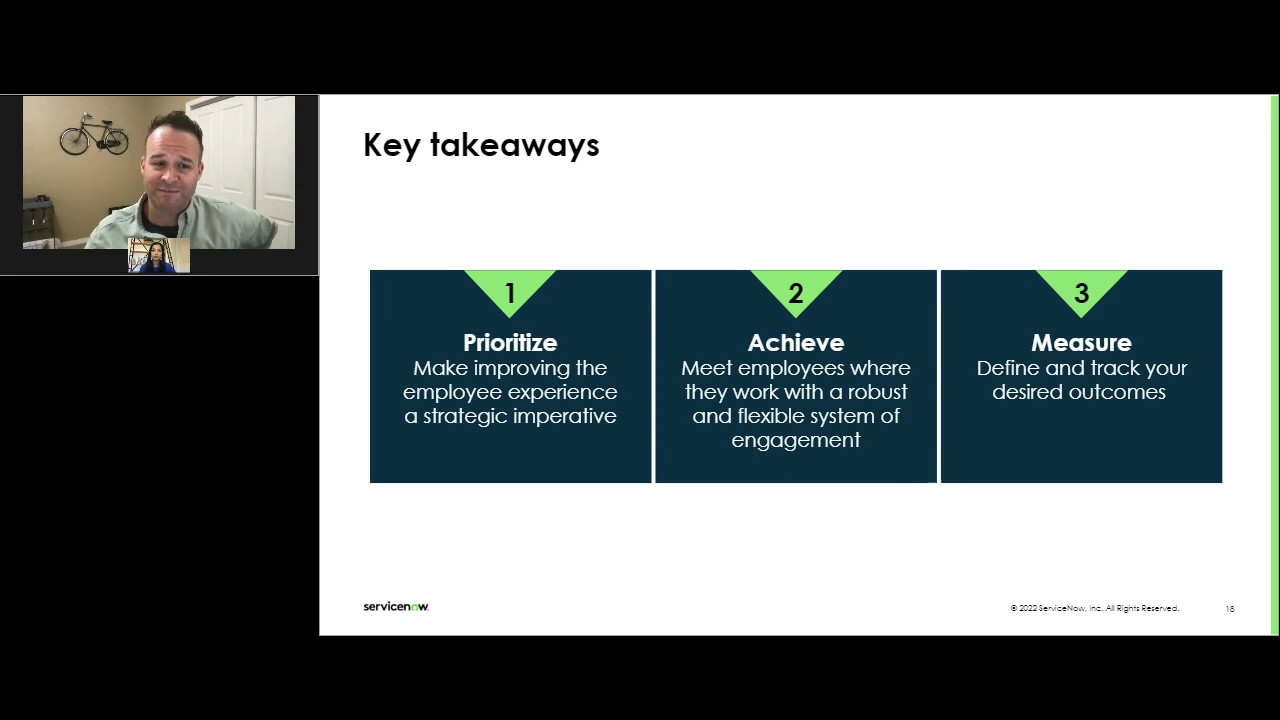 Key takeaways
1
Prioritize
Make improving the
employee experience
a strategic imperative
2
Achieve
Meet employees where
they work with a robust
and flexible system of
engagement
3
Measure
Define and track your
desired outcomes
servicenow.
© 2022 ServiceNow, Inc. All Rights Reserved.
18